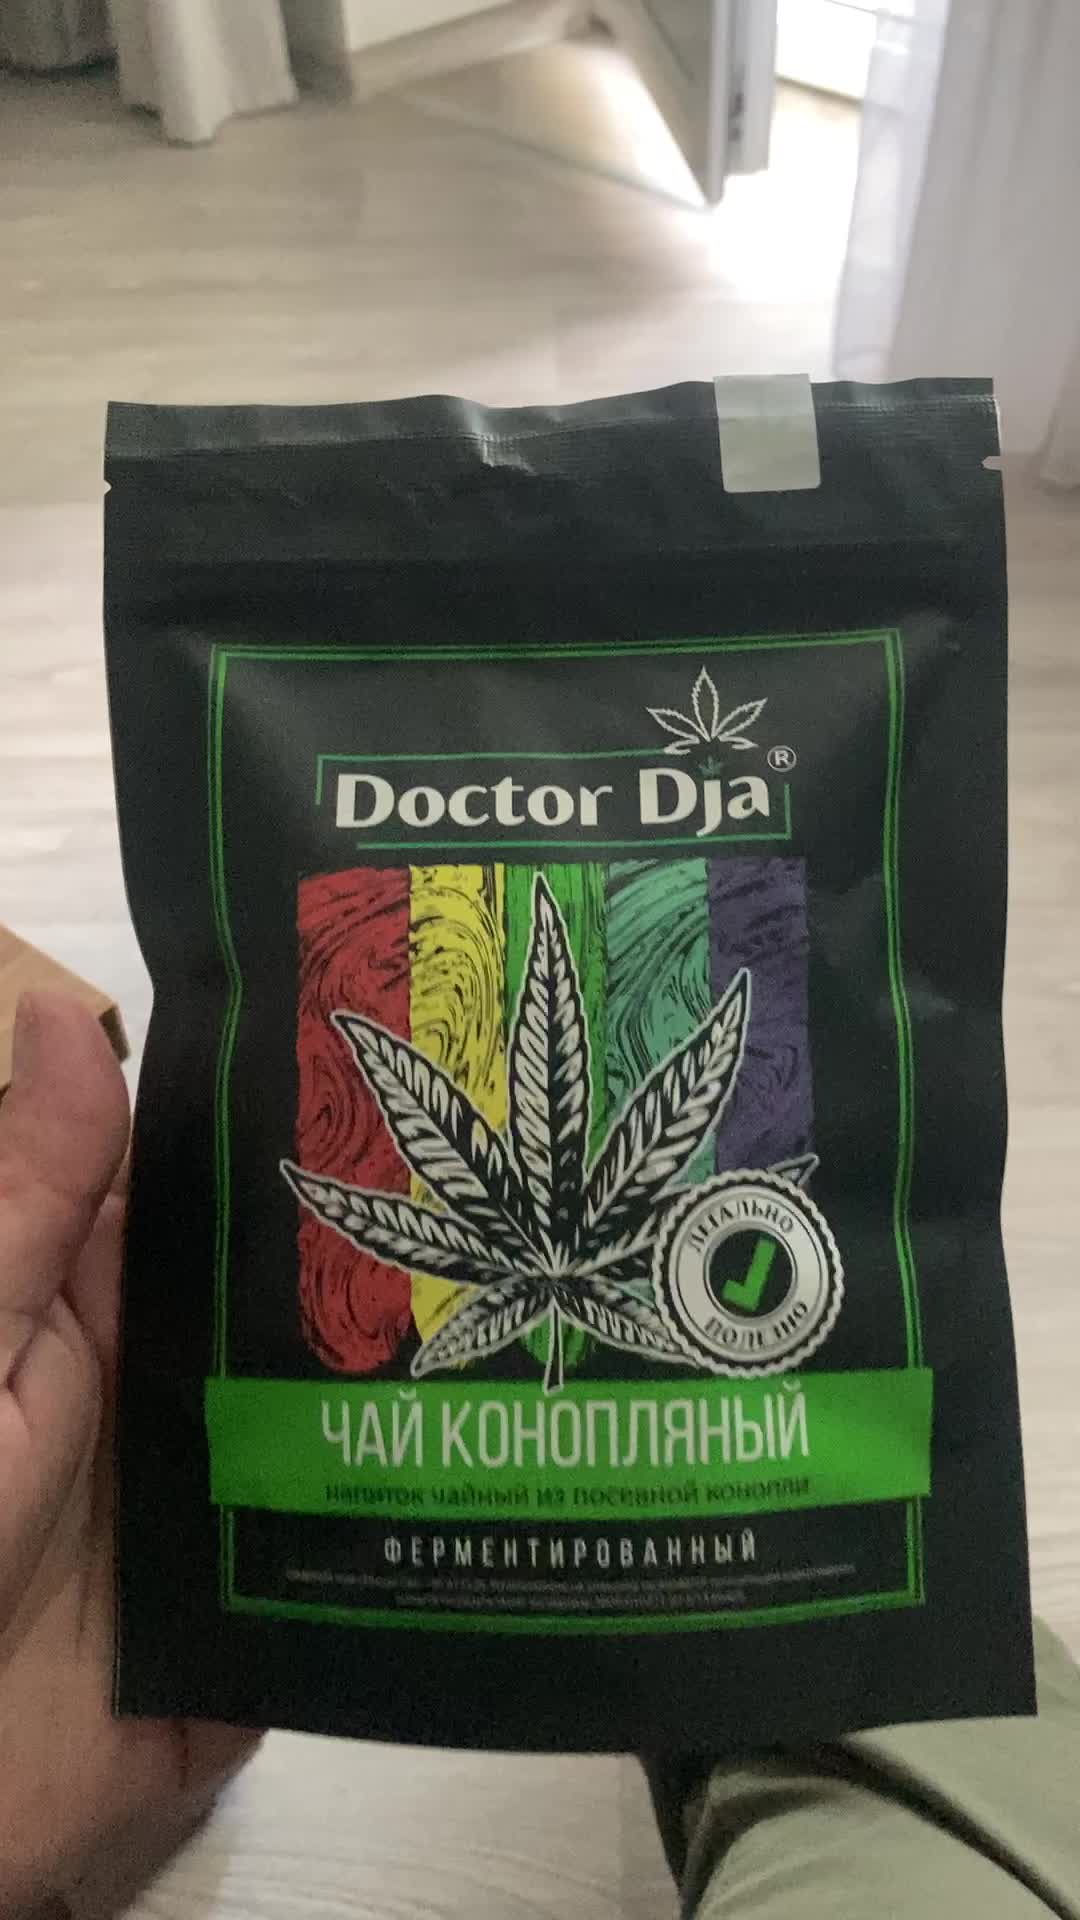 Doctor Dja®
ЛЕГАЛЬНО
ПОЛЕЗНО
ЧАЙ КОНОПЛЯНЫЙ
напиток чайный из посевной конопли
ФЕРМЕНТИРОВАННЫЙ